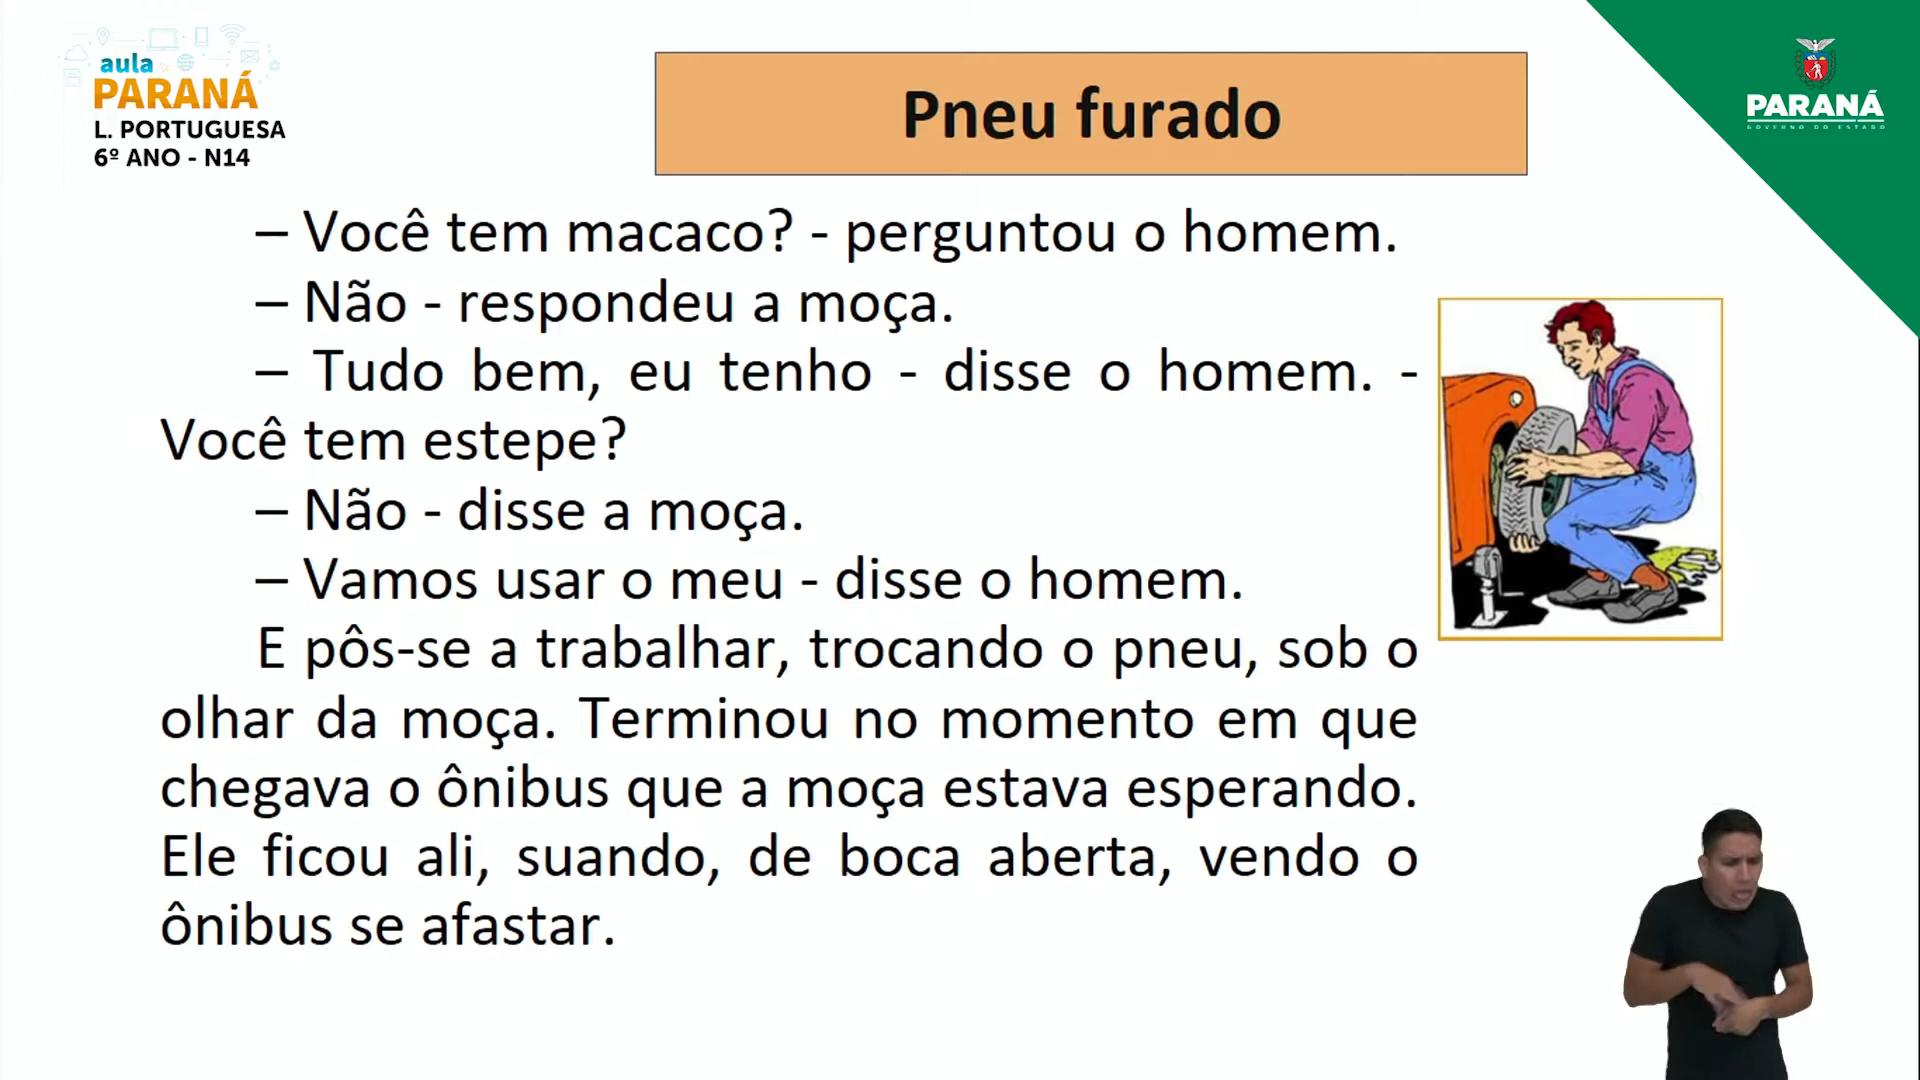 aula
PARANÁ
L. PORTUGUESA
6º ANO - N14
Pneu furado
PARANÁ
GOVERNO DO ESTADO
– Você tem macaco? - perguntou o homem.
– Não - respondeu a moça.
– Tudo bem, eu tenho - disse o homem. -
Você tem estepe?
– Não - disse a moça.
– Vamos usar o meu - disse o homem.
E pôs-se a trabalhar, trocando o pneu, sob o
olhar da moça. Terminou no momento em que
chegava o ônibus que a moça estava esperando.
Ele ficou ali, suando, de boca aberta, vendo o
ônibus se afastar.